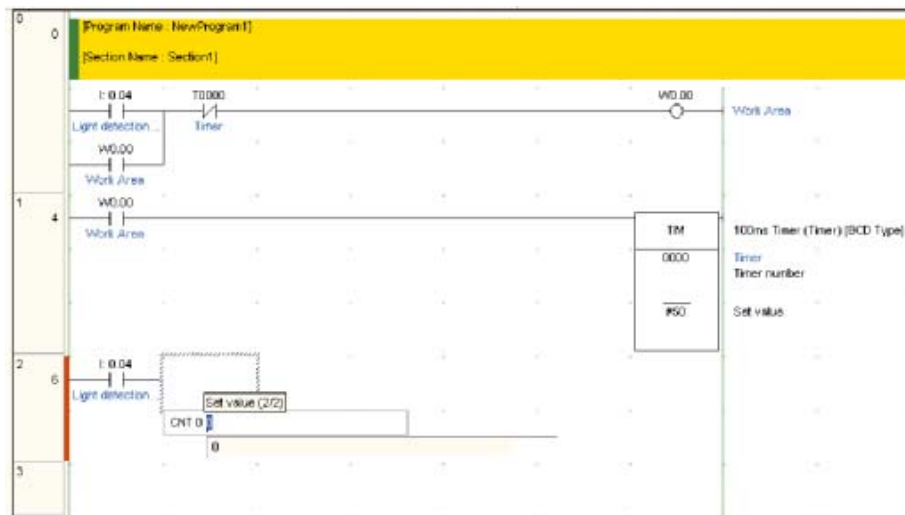 0
0
[Program Name : NewProgram1]
[Section Name : Section1]
I: 0.04
T0000
W0.00
Work Area
Light detection ...
Timer
W0.00
Work Area
1
4
W0.00
Work Area
TIM
100ms Timer (Timer) [BCD Type]
0000
Timer
Timer number
#50
Set value
2
6
I: 0.04
Light detection ...
Set value (2/2)
CNT 0 0
0
3